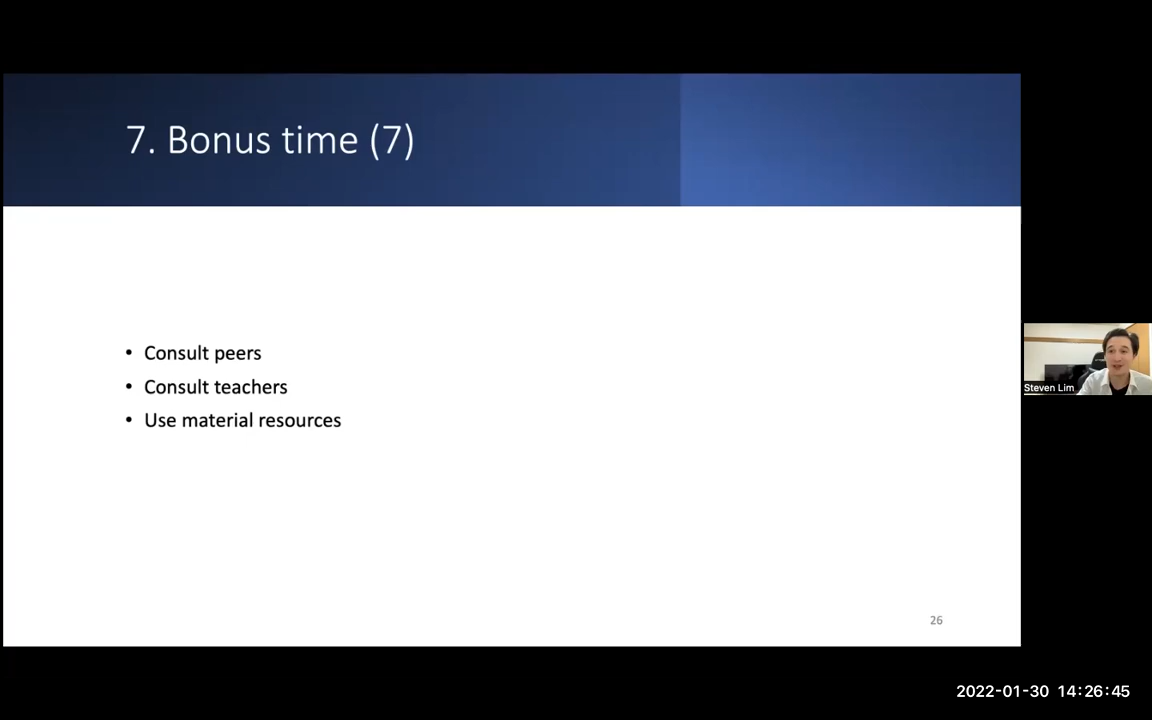 7. Bonus time (7)
• Consult peers
• Consult teachers
• Use material resources
26
Steven Lim
2022-01-30 14:26:45